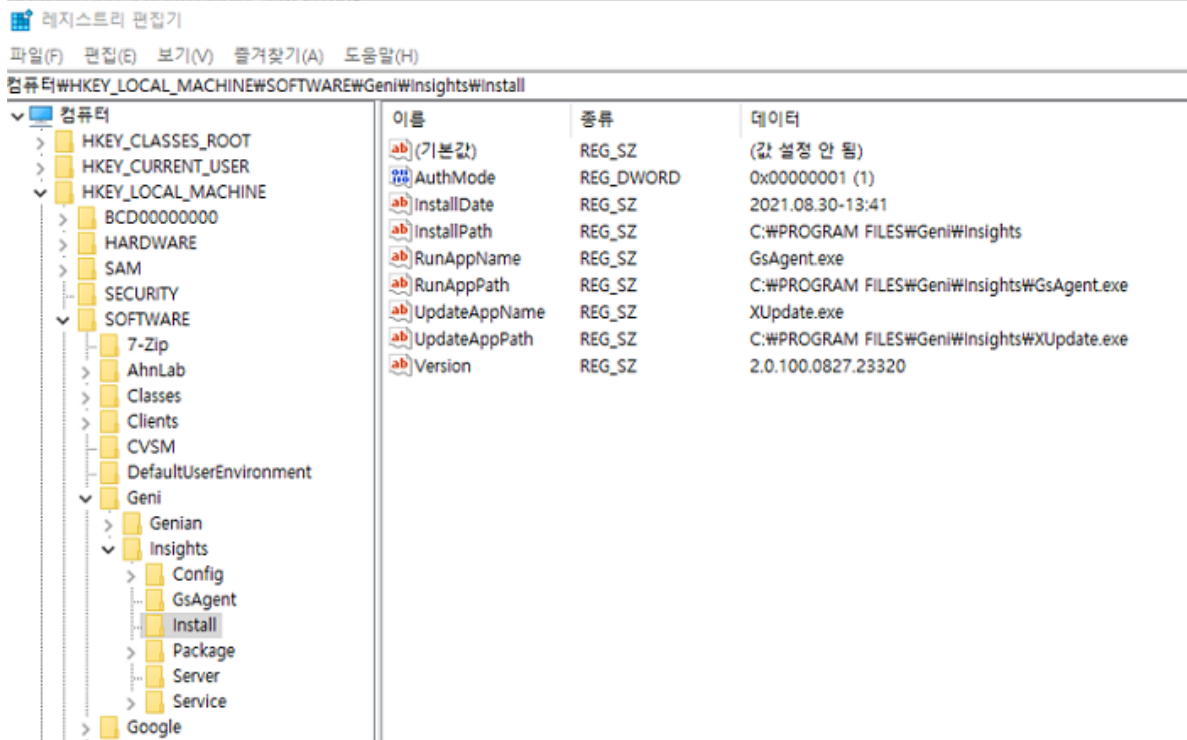 레지스트리 편집기
파일(F) 편집(E) 보기(V) 즐겨찾기(A) 도움말(H)
컴퓨터₩HKEY_LOCAL_MACHINE₩SOFTWARE₩Geni₩Insights₩Install
컴퓨터
HKEY_CLASSES_ROOT
HKEY_CURRENT_USER
HKEY_LOCAL_MACHINE
BCD00000000
HARDWARE
SAM
SECURITY
SOFTWARE
7-Zip
AhnLab
Classes
Clients
CVSM
DefaultUserEnvironment
Geni
Genian
Insights
Config
GsAgent
Install
Package
Server
Service
Google
이름 종류 데이터
(기본값) REG_SZ (값 설정 안 됨)
AuthMode REG_DWORD 0x00000001 (1)
InstallDate REG_SZ 2021.08.30-13:41
InstallPath REG_SZ C:₩PROGRAM FILES₩Geni₩Insights
RunAppName REG_SZ GsAgent.exe
RunAppPath REG_SZ C:₩PROGRAM FILES₩Geni₩Insights₩GsAgent.exe
UpdateAppName REG_SZ XUpdate.exe
UpdateAppPath REG_SZ C:₩PROGRAM FILES₩Geni₩Insights₩XUpdate.exe
Version REG_SZ 2.0.100.0827.23320